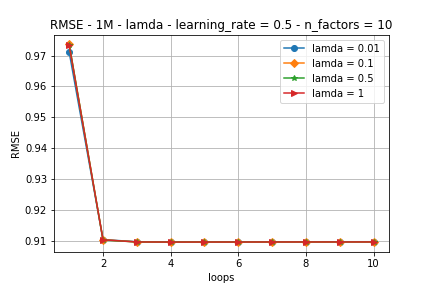 RMSE - 1M - lamda - learning_rate = 0.5 - n_factors = 10
lamda = 0.01
lamda = 0.1
lamda = 0.5
lamda = 1
0.97
0.96
0.95
0.94
0.93
0.92
0.91
RMSE
2 4 6 8 10
loops